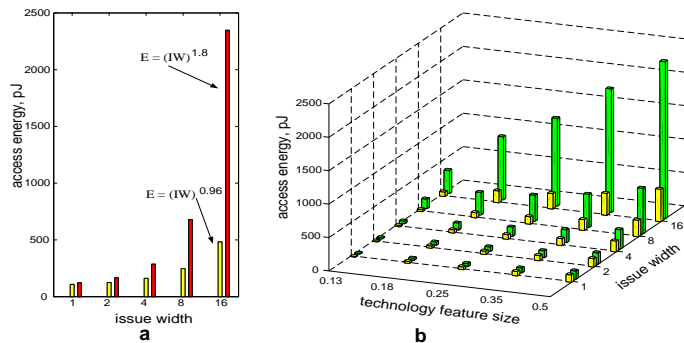 2500
2000
1500
1000
500
0
access energy, pJ
E = (IW)^1.8
E = (IW)^0.96
1 2 4 8 16
issue width
a
2500
2000
1500
1000
500
0
access energy, pJ
0.13 0.18 0.25 0.35 0.5
technology feature size
1 2 4 8 16
issue width
b